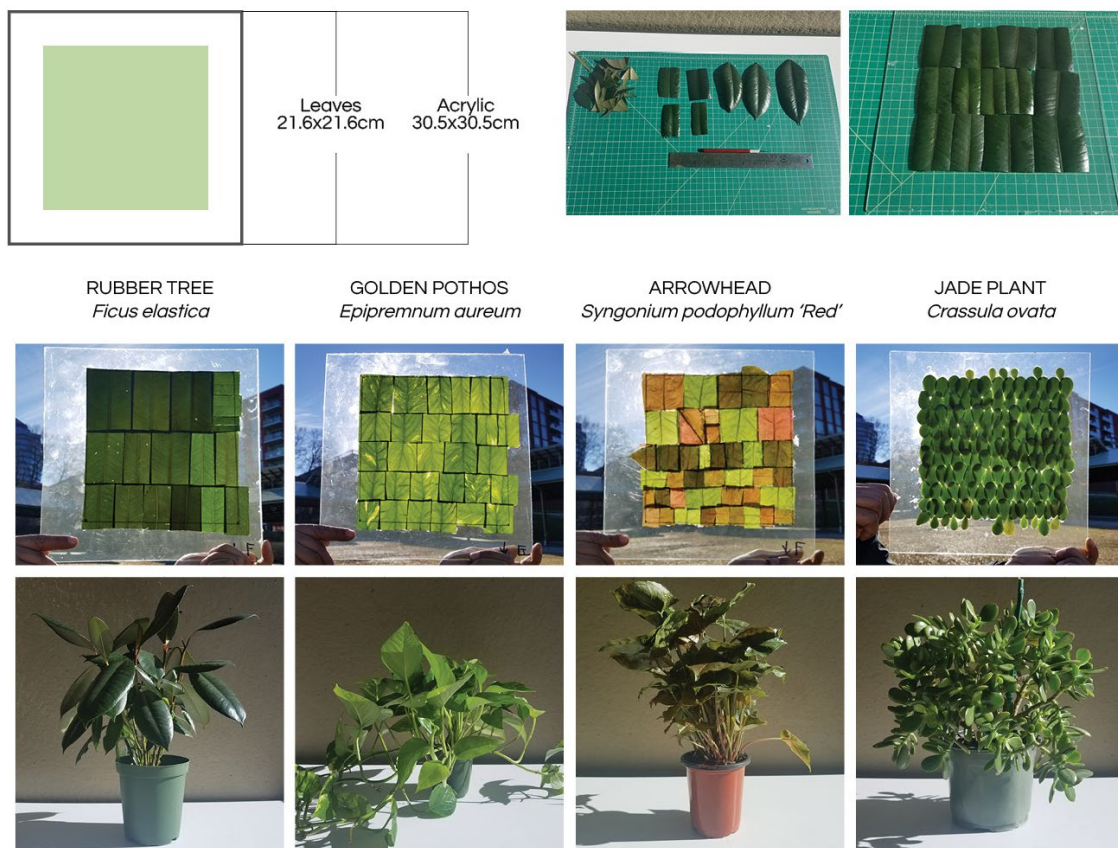 Leaves
21.6x21.6cm
Acrylic
30.5x30.5cm
RUBBER TREE
Ficus elastica
GOLDEN POTHOS
Epipremnum aureum
ARROWHEAD
Syngonium podophyllum ‘Red’
JADE PLANT
Crassula ovata